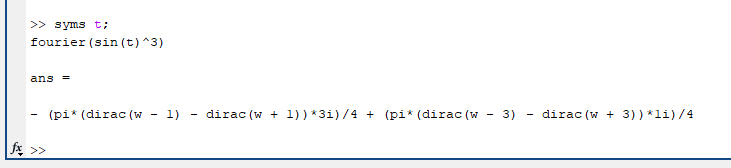 >> syms t;
fourier(sin(t)^3)
ans =
- (pi*(dirac(w - 1) - dirac(w + 1))*3i)/4 + (pi*(dirac(w - 3) - dirac(w + 3))*1i)/4
fx >>